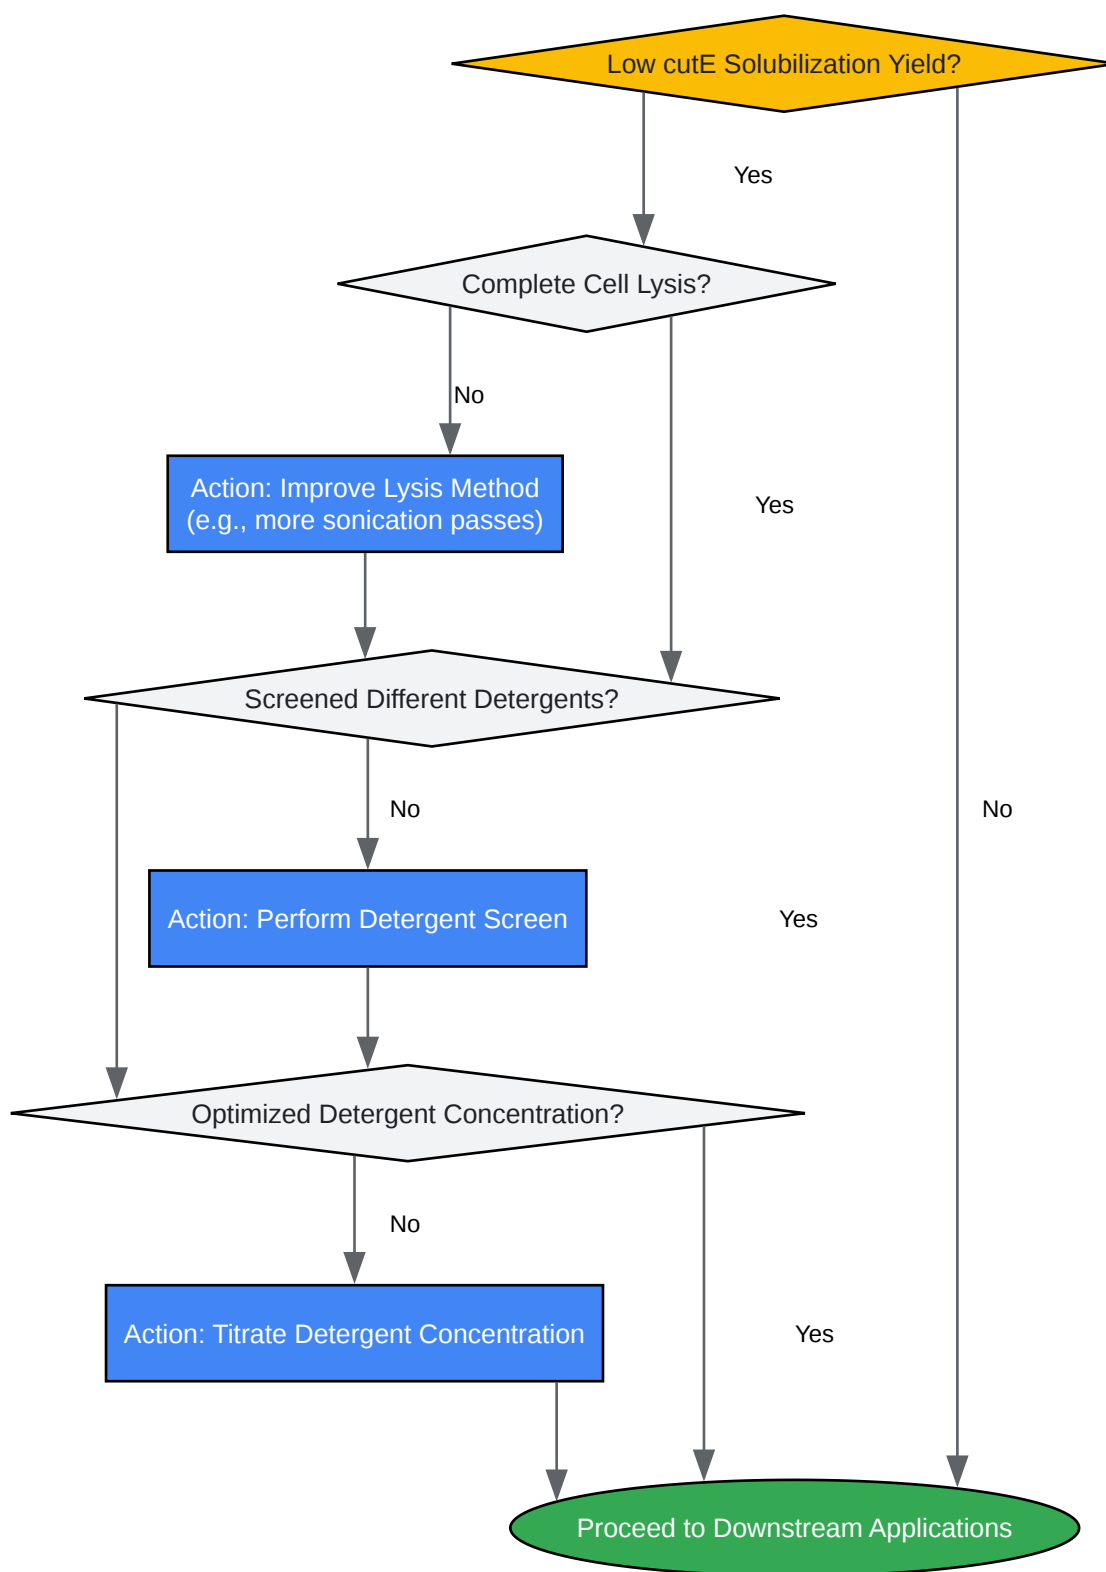 Low cutE Solubilization Yield?
Yes
Complete Cell Lysis?
No
Action: Improve Lysis Method
(e.g., more sonication passes)
Yes
Screened Different Detergents?
No
No
Action: Perform Detergent Screen
Yes
Optimized Detergent Concentration?
No
Action: Titrate Detergent Concentration
Yes
Proceed to Downstream Applications